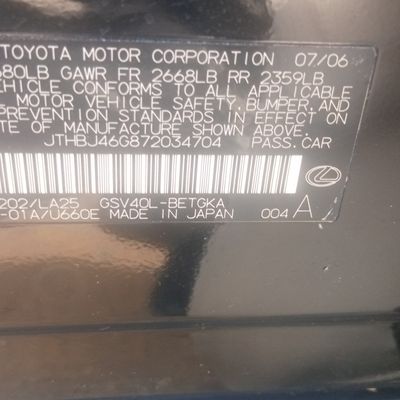 TOYOTA MOTOR CORPORATION 07/06
680LB GAWR FR 2668LB RR 2359LB
VEHICLE CONFORMS TO ALL APPLICABLE
MOTOR VEHICLE SAFETY, BUMPER, AND
PREVENTION STANDARDS IN EFFECT ON
ATE OF MANUFACTURE SHOWN ABOVE.
JTHBJ46G872034704 PASS.CAR
202/LA25 GSV40L-BETGKA
-01A/U660E MADE IN JAPAN 004 A